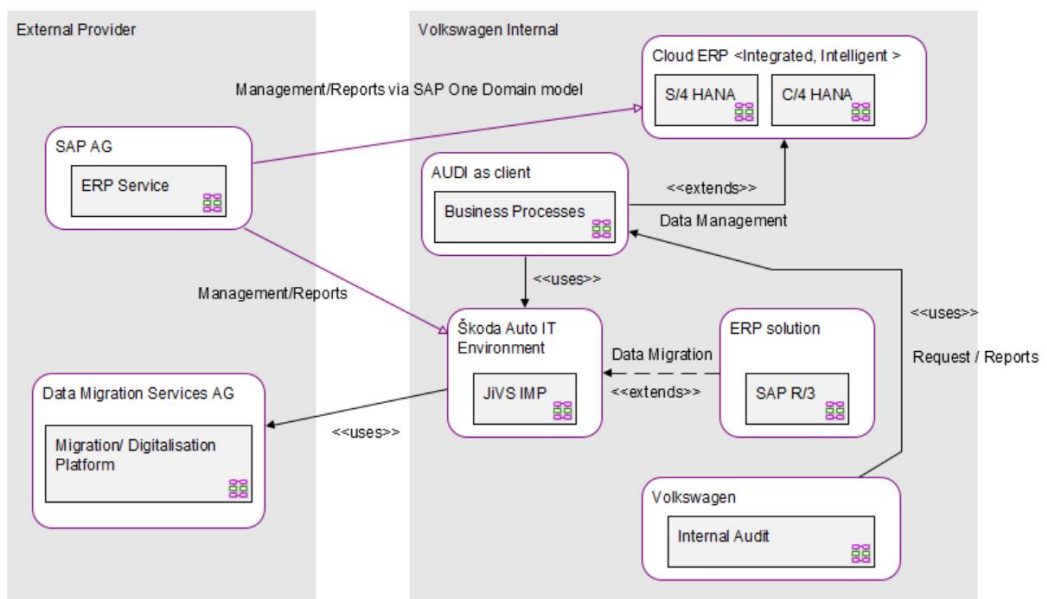 External Provider
Volkswagen Internal
Cloud ERP <Integrated, Intelligent >
S/4 HANA
C/4 HANA
Management/Reports via SAP One Domain model
SAP AG
ERP Service
AUDI as client
Business Processes
<<extends>>
Data Management
<<uses>>
Management/Reports
Škoda Auto IT
Environment
JiVS IMP
Data Migration
<<extends>>
ERP solution
SAP R/3
<<uses>>
Request / Reports
Data Migration Services AG
Migration/ Digitalisation
Platform
<<uses>>
Volkswagen
Internal Audit